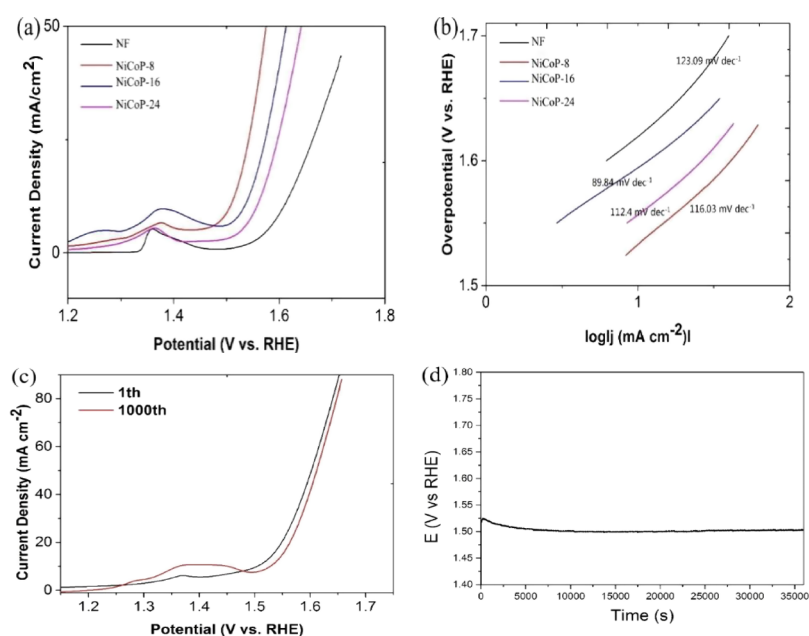 (a)
50
NF
NiCoP-8
NiCoP-16
NiCoP-24
Current Density (mA/cm²)
0
1.2 1.4 1.6 1.8
Potential (V vs. RHE)
(b)
1.7
NF
NiCoP-8
NiCoP-16
NiCoP-24
123.09 mV dec⁻¹
Overpotential (V vs. RHE)
1.6
89.84 mV dec⁻¹
112.4 mV dec⁻¹
116.03 mV dec⁻¹
1.5
0 1 2
log|j (mA cm⁻²)|
(c)
1th
1000th
80
60
40
20
10
0
Current Density (mA cm⁻²)
1.2 1.3 1.4 1.5 1.6 1.7
Potential (V vs. RHE)
(d)
1.80
1.75
1.70
1.65
1.60
1.55
1.50
1.45
1.40
E (V vs RHE)
0 5000 10000 15000 20000 25000 30000 35000
Time (s)